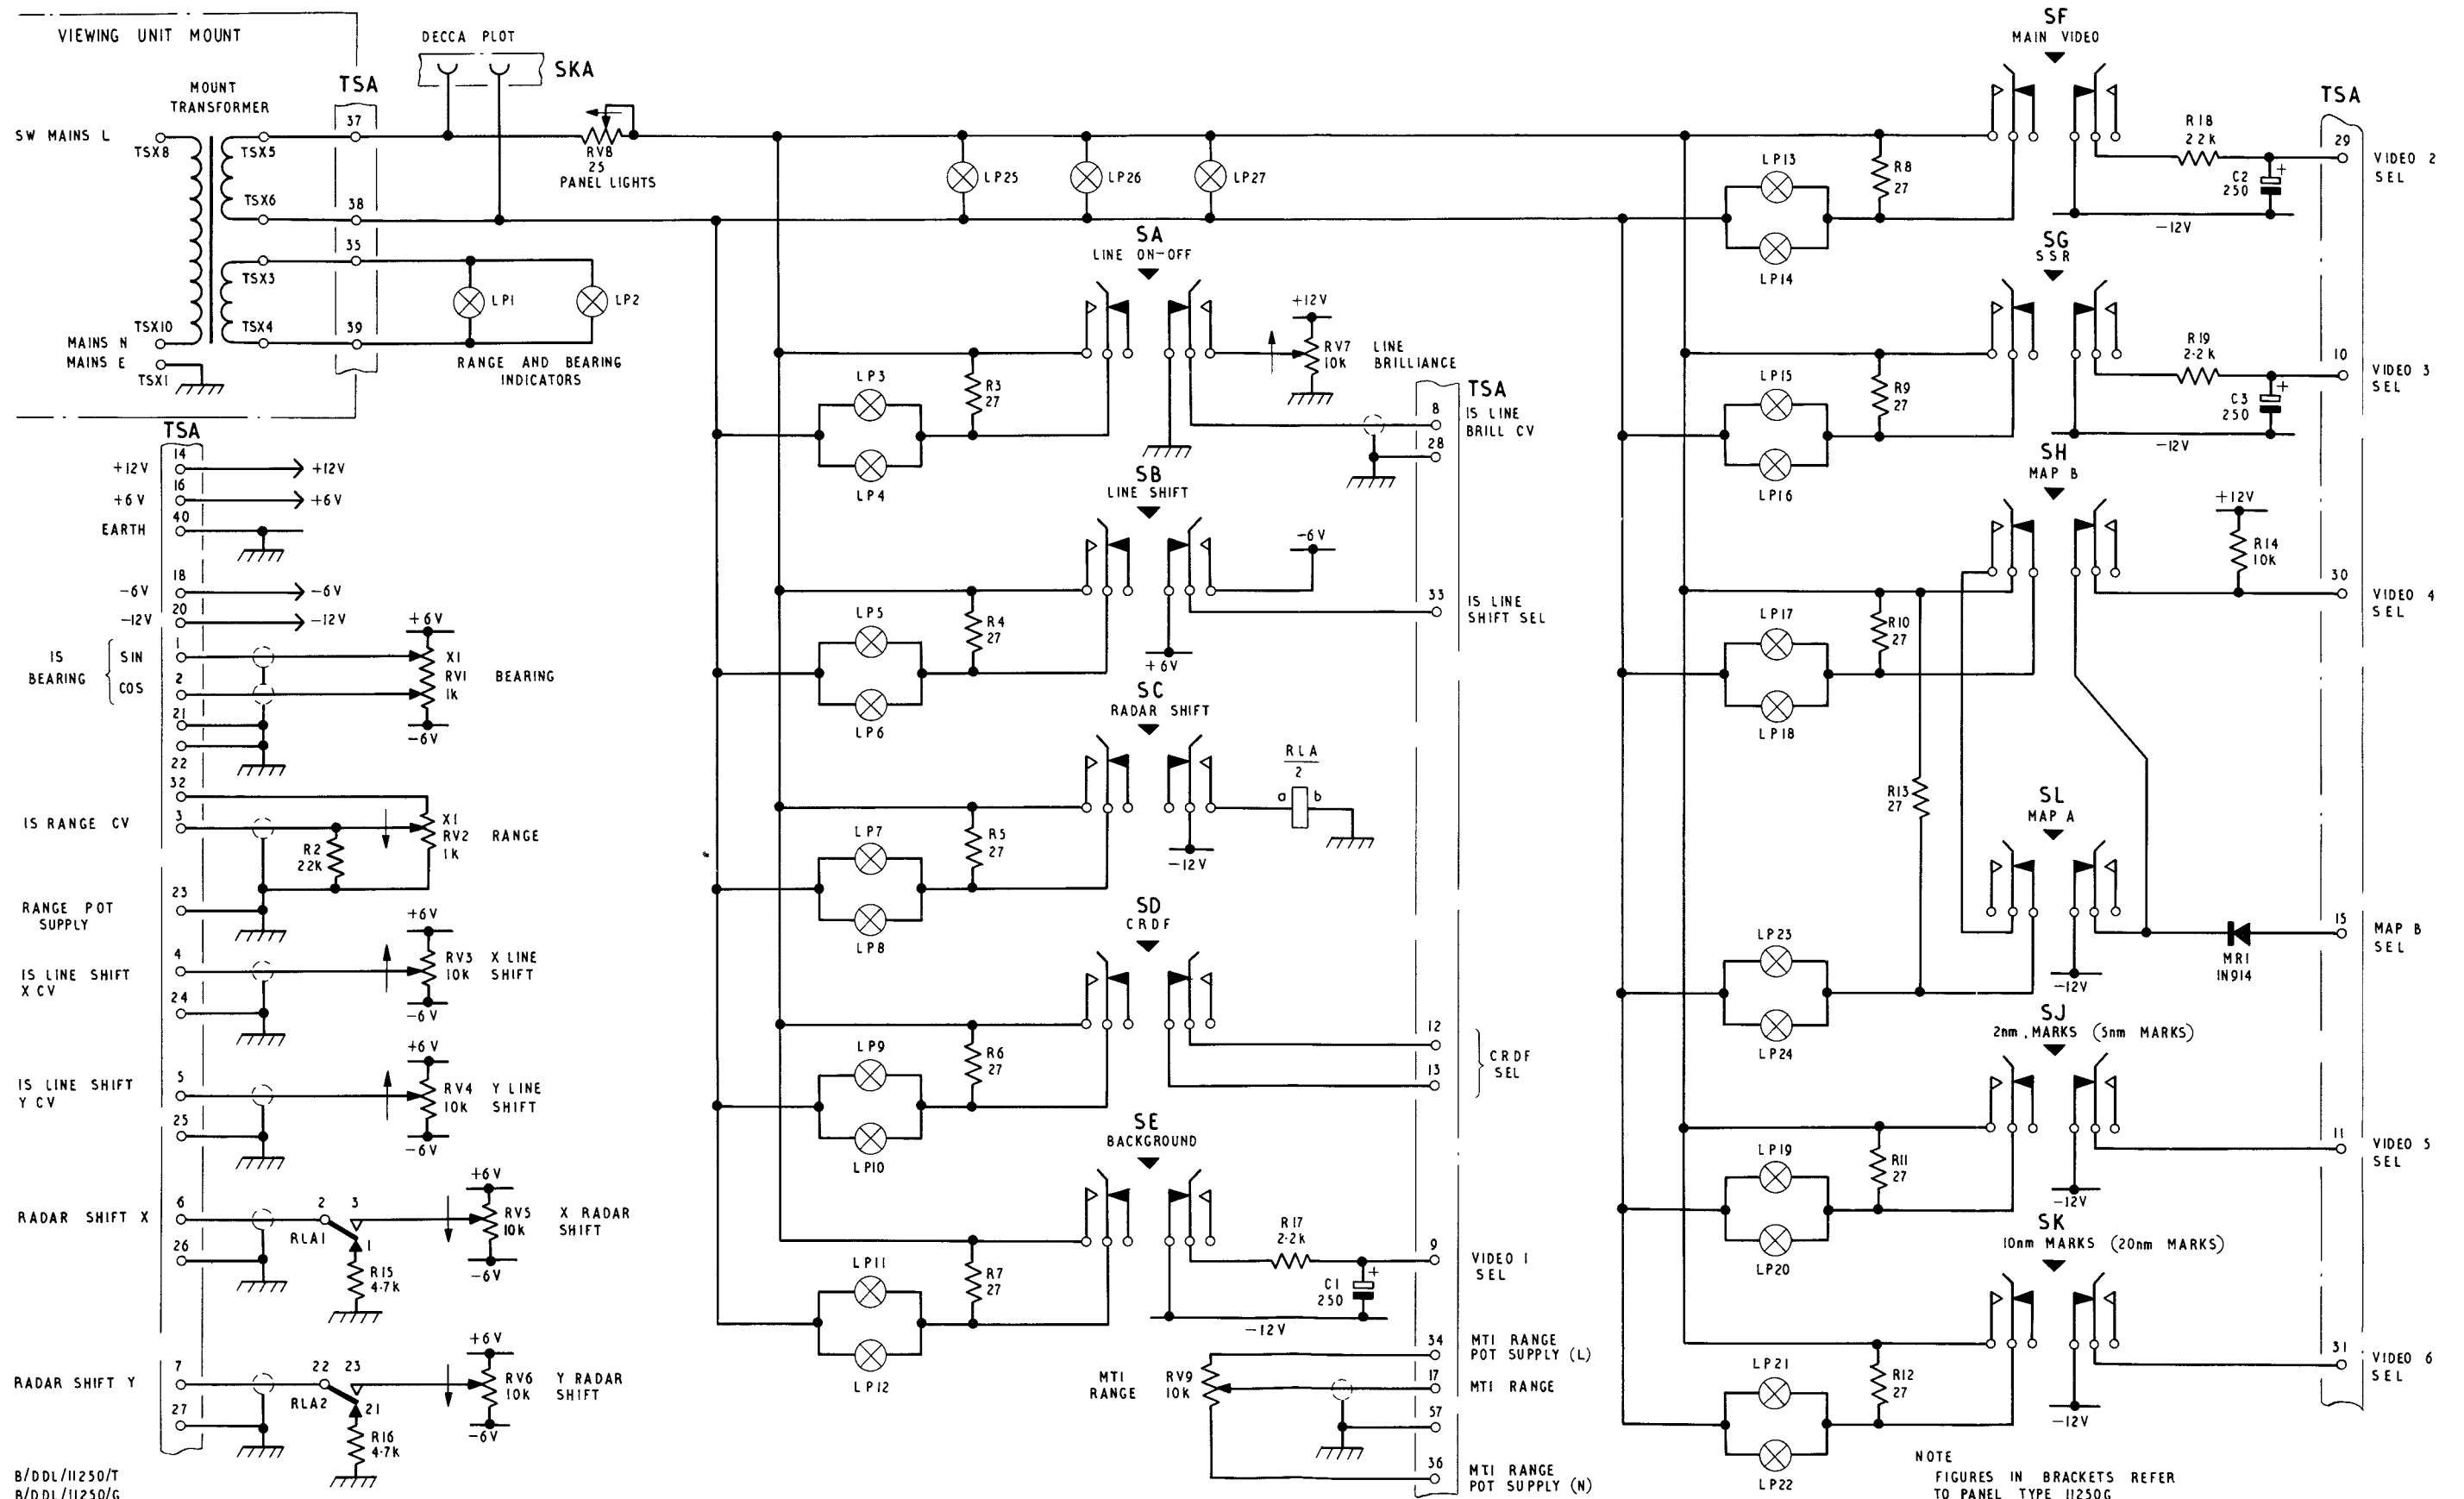 VIEWING UNIT MOUNT
MOUNT
TRANSFORMER
SW MAINS L
TSX8
TSX5
TSX6
TSX3
TSX10
TSX4
MAINS N
MAINS E
TSX1
TSA
37
38
35
39
DECCA PLOT
SKA
RV8
25
PANEL LIGHTS
LP1
LP2
RANGE AND BEARING
INDICATORS
LP25
LP26
LP27
TSA
14
+12V
+12V
16
+6V
+6V
40
EARTH
18
-6V
-6V
20
-12V
-12V
IS
BEARING
SIN
COS
1
2
21
22
+6V
X1
RV1
1k
BEARING
-6V
32
3
IS RANGE CV
R2
22K
X1
RV2
1k
RANGE
23
RANGE POT
SUPPLY
4
IS LINE SHIFT
X CV
24
+6V
RV3
10K
X LINE
SHIFT
-6V
5
IS LINE SHIFT
Y CV
25
+6V
RV4
10K
Y LINE
SHIFT
-6V
6
RADAR SHIFT X
26
2 3
RLA1
1
R15
4.7K
+6V
RV5
10k
X RADAR
SHIFT
-6V
7
RADAR SHIFT Y
27
22 23
RLA2
21
R16
4.7K
+6V
RV6
10K
Y RADAR
SHIFT
-6V
B/DDL/11250/T
B/DDL/11250/G
SA
LINE ON-OFF
LP3
LP4
R3
27
+12V
RV7
10K
LINE
BRILLIANCE
TSA
8
IS LINE
BRILL CV
28
SB
LINE SHIFT
LP5
LP6
R4
27
-6V
+6V
33
IS LINE
SHIFT SEL
SC
RADAR SHIFT
LP7
LP8
R5
27
-12V
RLA
2
a b
SD
CRDF
LP9
LP10
R6
27
12
13
CRDF
SEL
SE
BACKGROUND
LP11
LP12
R7
27
R17
2.2K
C1
250
+
-12V
9
VIDEO 1
SEL
34
MTI RANGE
POT SUPPLY (L)
MTI
RANGE
RV9
10K
17
MTI RANGE
57
36
MTI RANGE
POT SUPPLY (N)
SF
MAIN VIDEO
LP13
LP14
R8
27
R18
22K
C2
250
+
-12V
TSA
29
VIDEO 2
SEL
SG
SSR
LP15
LP16
R9
27
R19
2.2K
C3
250
+
-12V
10
VIDEO 3
SEL
SH
MAP B
LP17
LP18
R10
27
+12V
R14
10k
30
VIDEO 4
SEL
R13
27
SL
MAP A
LP23
LP24
-12V
MR1
1N914
15
MAP B
SEL
SJ
2nm. MARKS (5nm MARKS)
LP19
LP20
R11
27
-12V
11
VIDEO 5
SEL
SK
10nm MARKS (20nm MARKS)
LP21
LP22
R12
27
-12V
31
VIDEO 6
SEL
NOTE
FIGURES IN BRACKETS REFER
TO PANEL TYPE 11250G